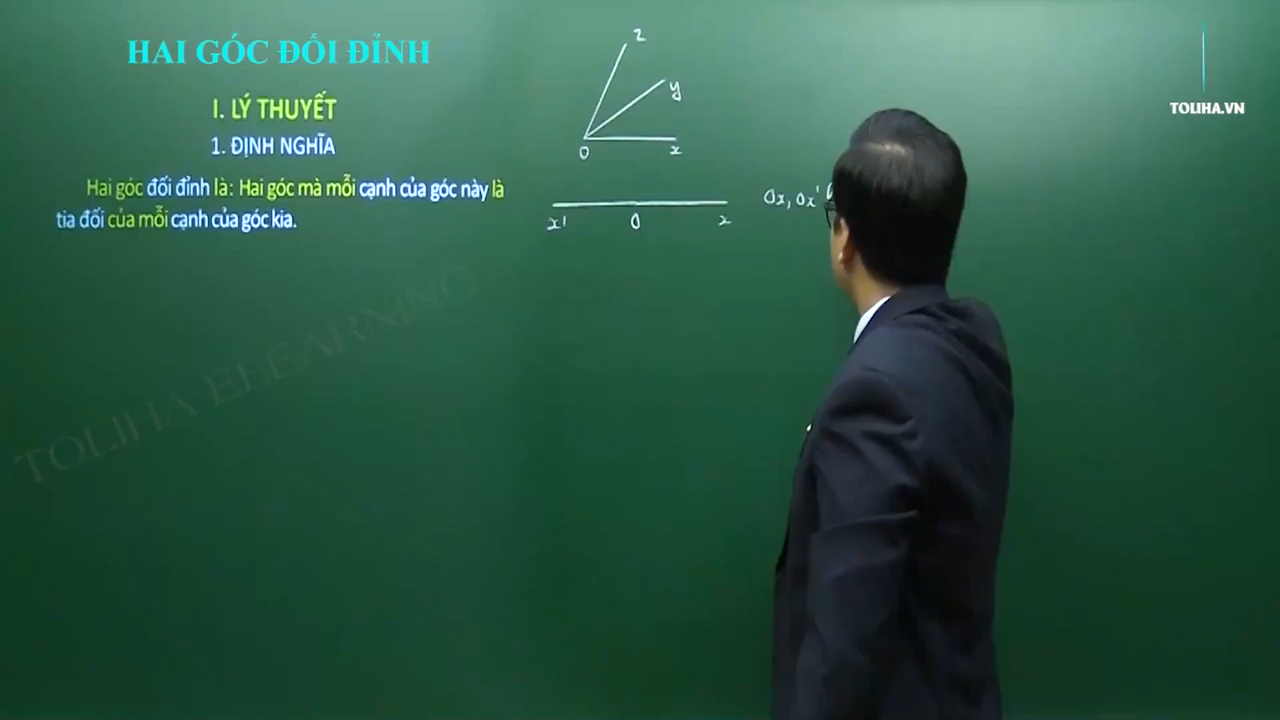 HAI GÓC ĐỐI ĐỈNH
I. LÝ THUYẾT
1. ĐỊNH NGHĨA
Hai góc đối đỉnh là: Hai góc mà mỗi cạnh của góc này là
tia đối của mỗi cạnh của góc kia.
z
y
O
x
x'
O
x
Ox, Ox'
TOLIHA.VN
TOLIHA ELEARNING